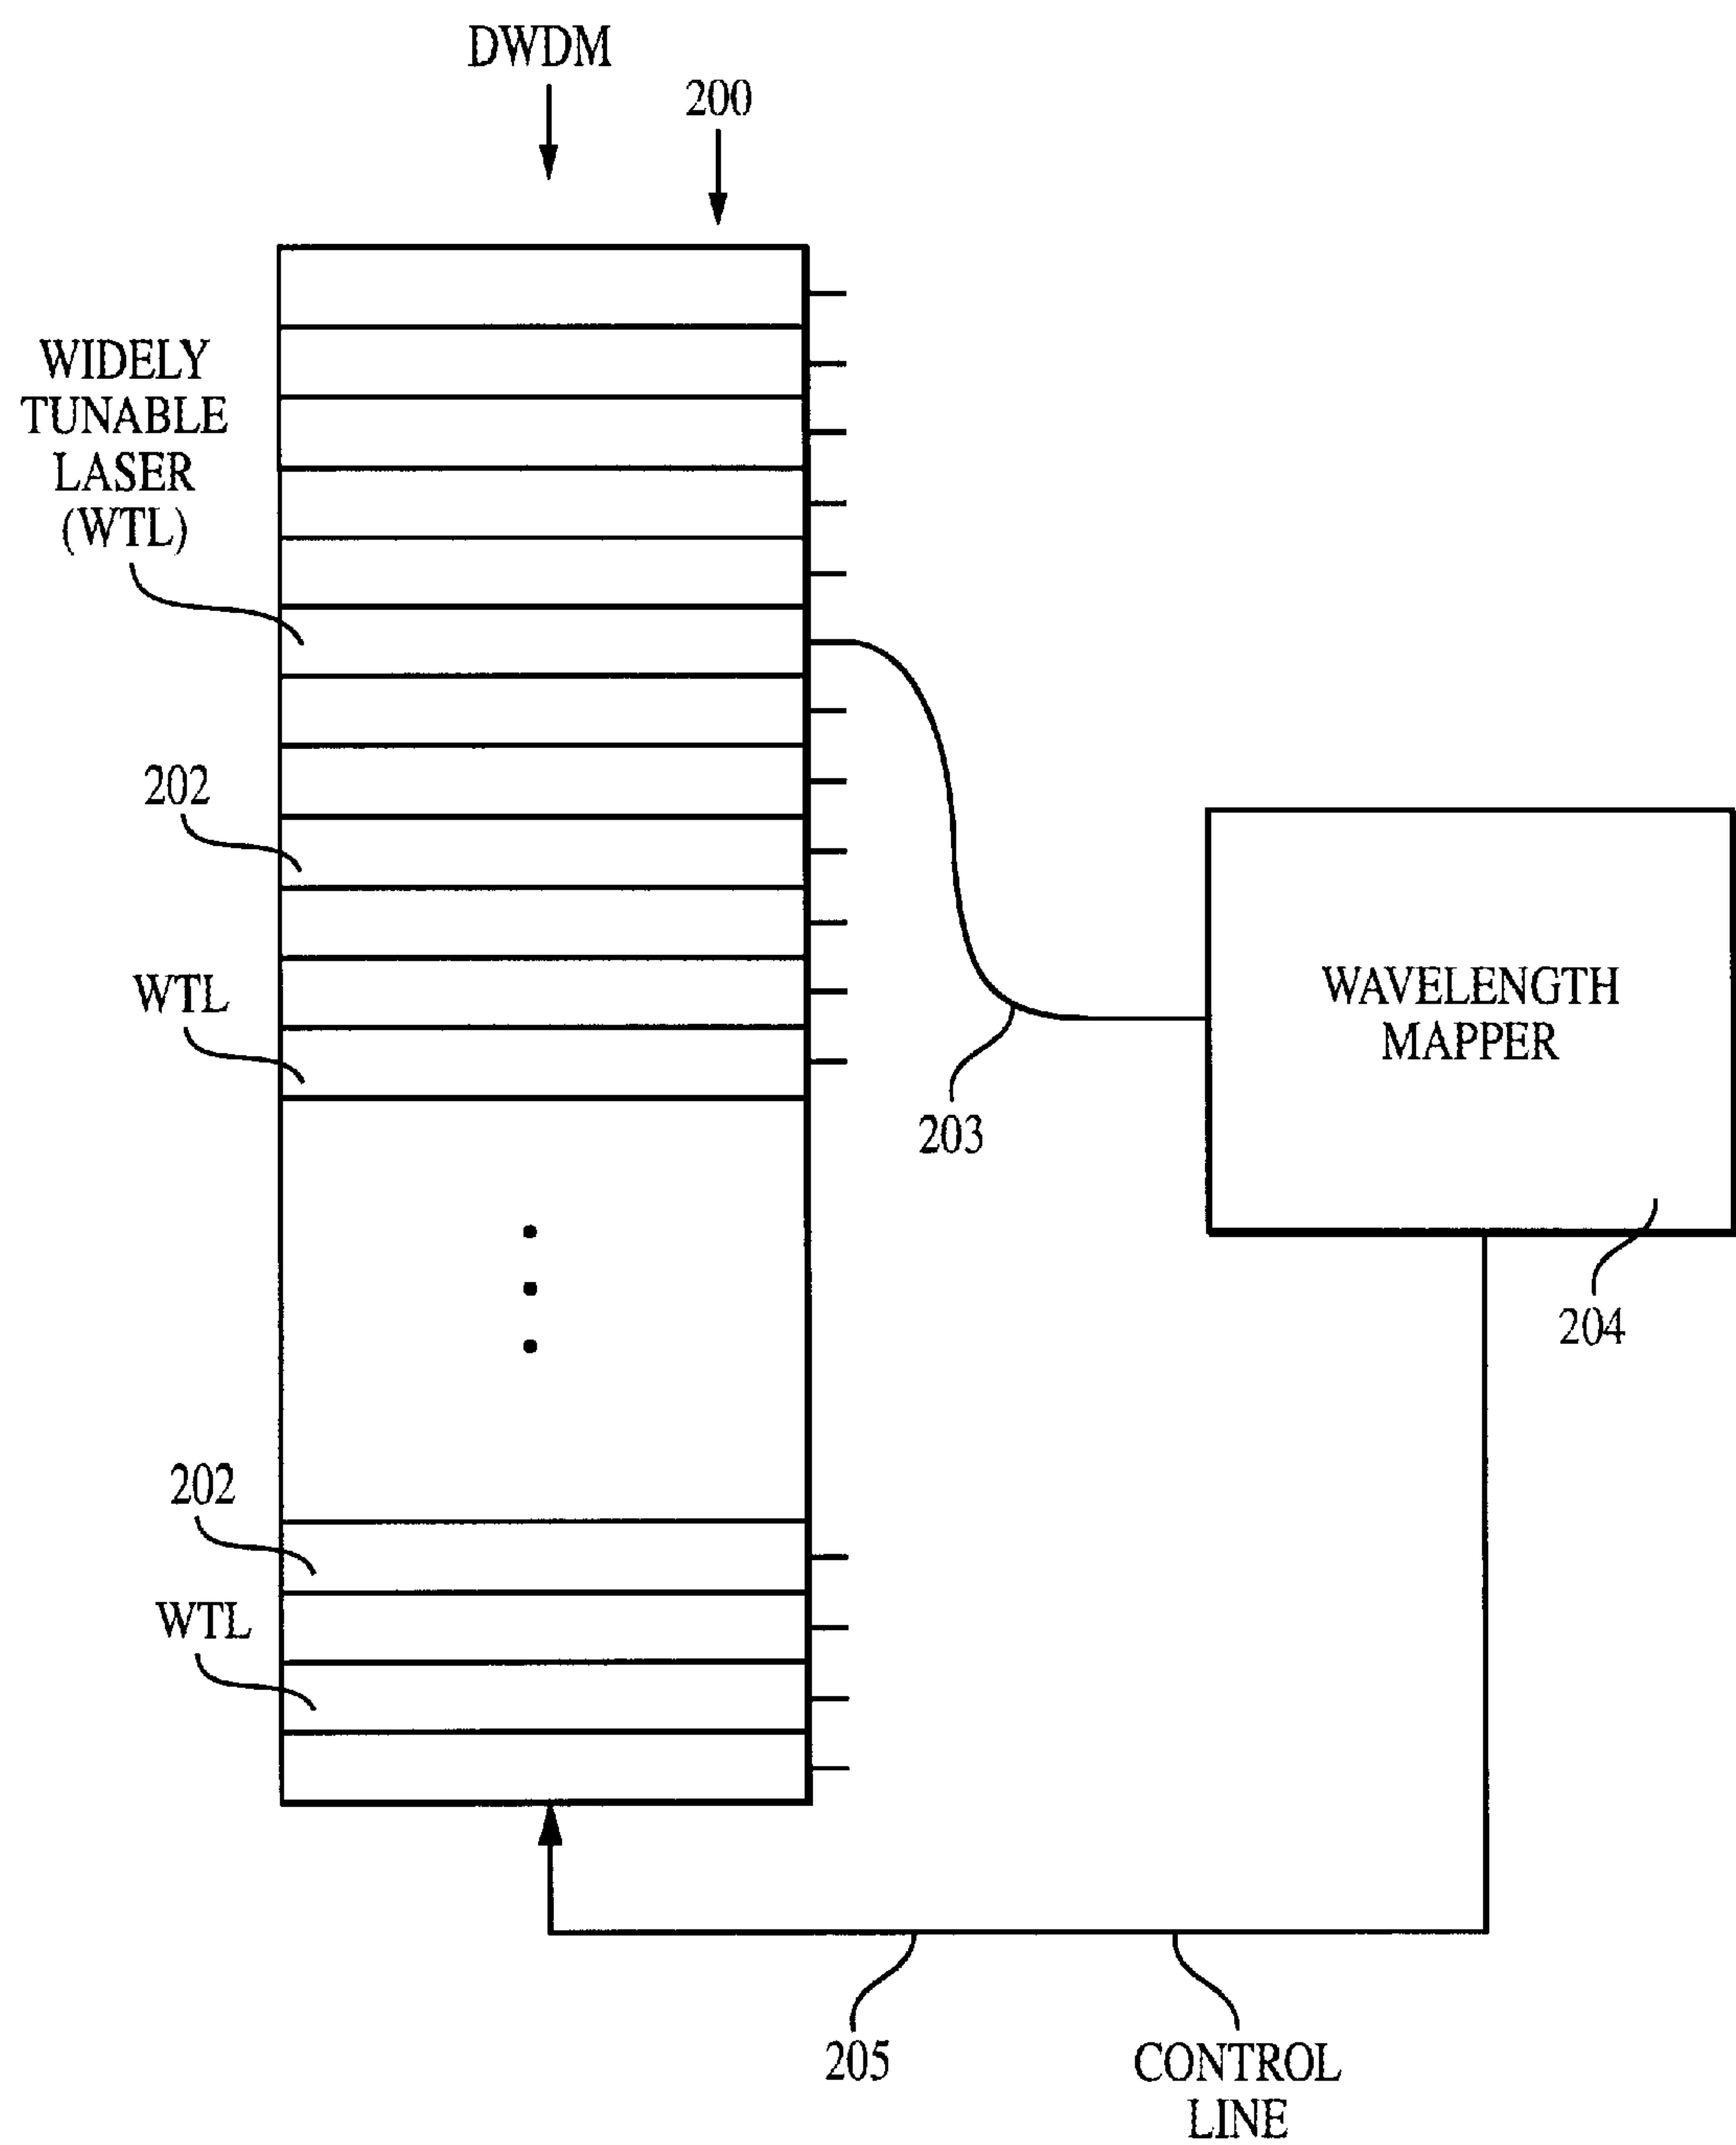 DWDM
200
WIDELY
TUNABLE
LASER
(WTL)
202
WTL
203
WAVELENGTH
MAPPER
204
202
WTL
205
CONTROL
LINE